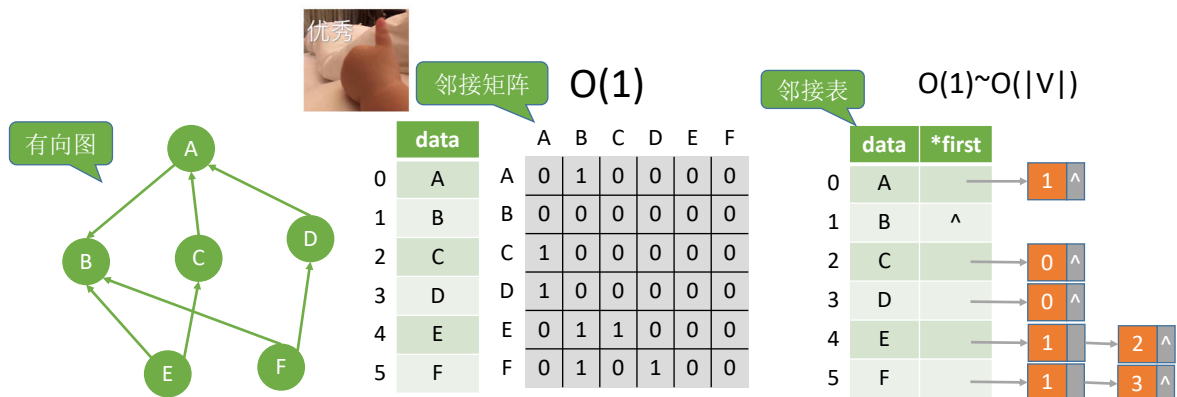 优秀
邻接矩阵
O(1)
邻接表
O(1)~O(|V|)
有向图
A
B
C
D
E
F
data
0 A
1 B
2 C
3 D
4 E
5 F
A B C D E F
A 0 1 0 0 0 0
B 0 0 0 0 0 0
C 1 0 0 0 0 0
D 1 0 0 0 0 0
E 0 1 1 0 0 0
F 0 1 0 1 0 0
data *first
0 A 1 ^
1 B ^
2 C 0 ^
3 D 0 ^
4 E 1 2 ^
5 F 1 3 ^